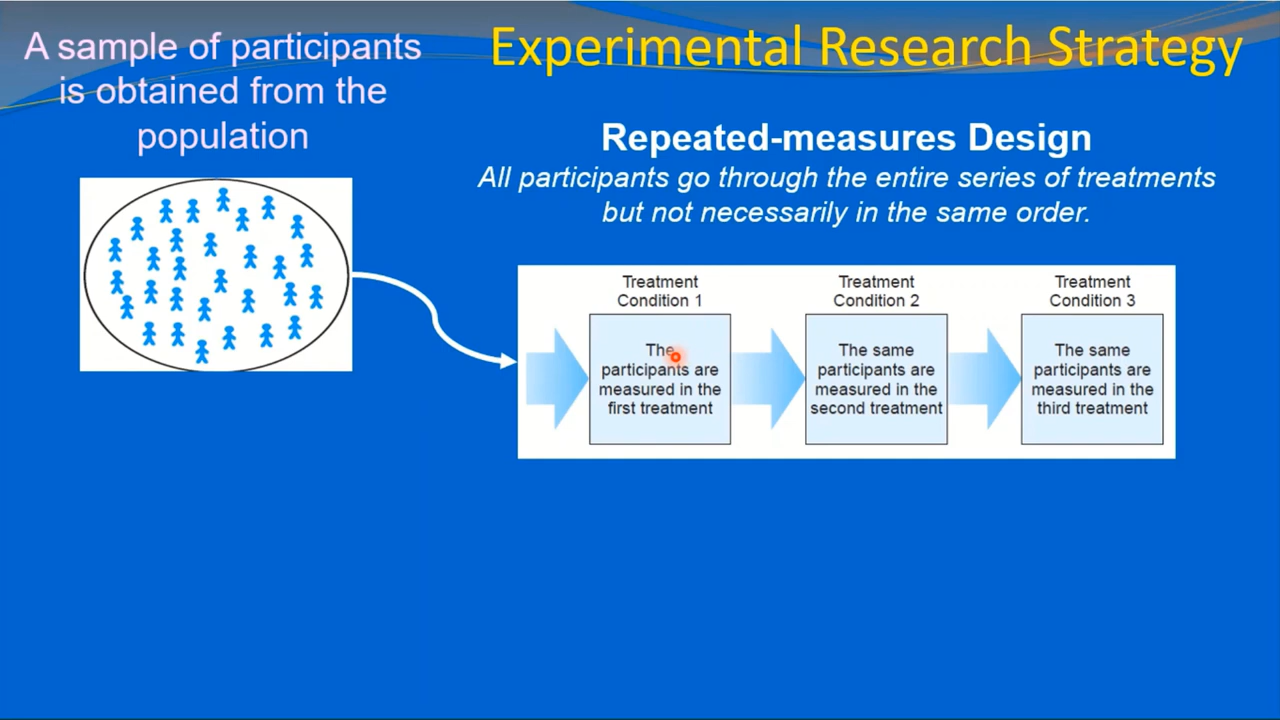 A sample of participants
is obtained from the
population
Experimental Research Strategy
Repeated-measures Design
All participants go through the entire series of treatments
but not necessarily in the same order.
Treatment
Condition 1
The
participants are
measured in the
first treatment
Treatment
Condition 2
The same
participants are
measured in the
second treatment
Treatment
Condition 3
The same
participants are
measured in the
third treatment